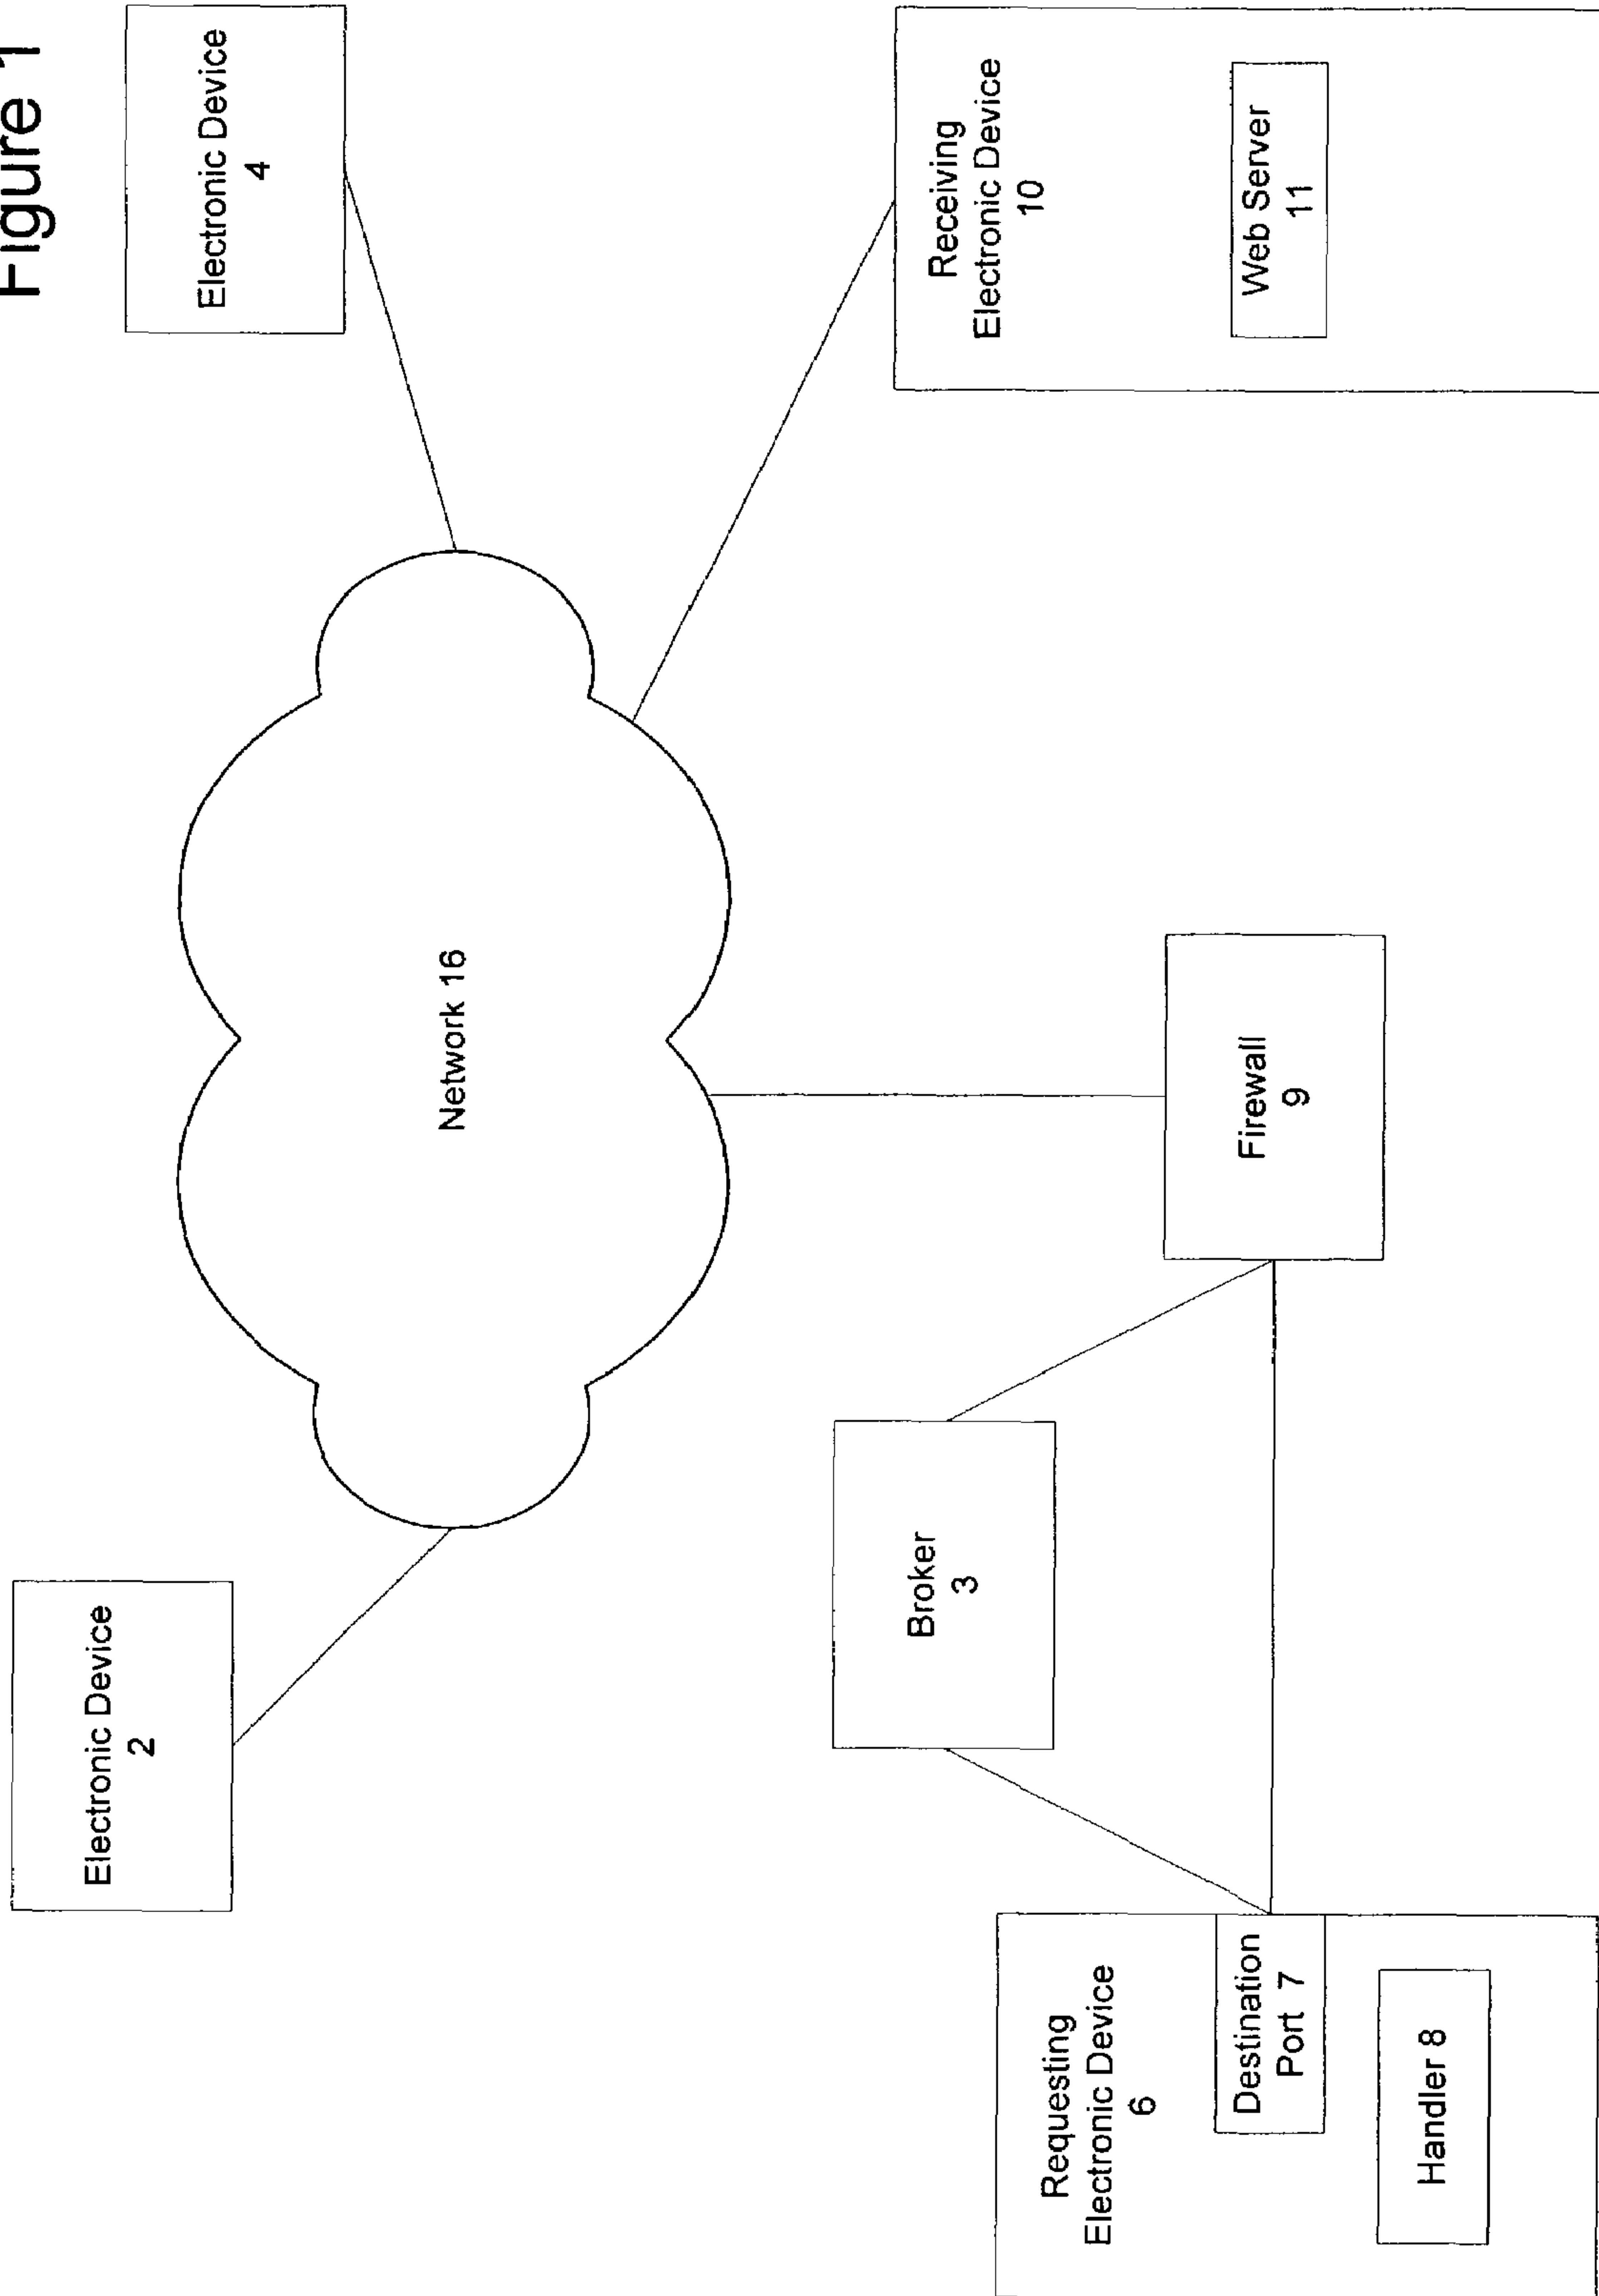 Figure 1
Electronic Device
2
Electronic Device
4
Network 16
Requesting
Electronic Device
6
Destination
Port 7
Handler 8
Broker
3
Firewall
9
Receiving
Electronic Device
10
Web Server
11